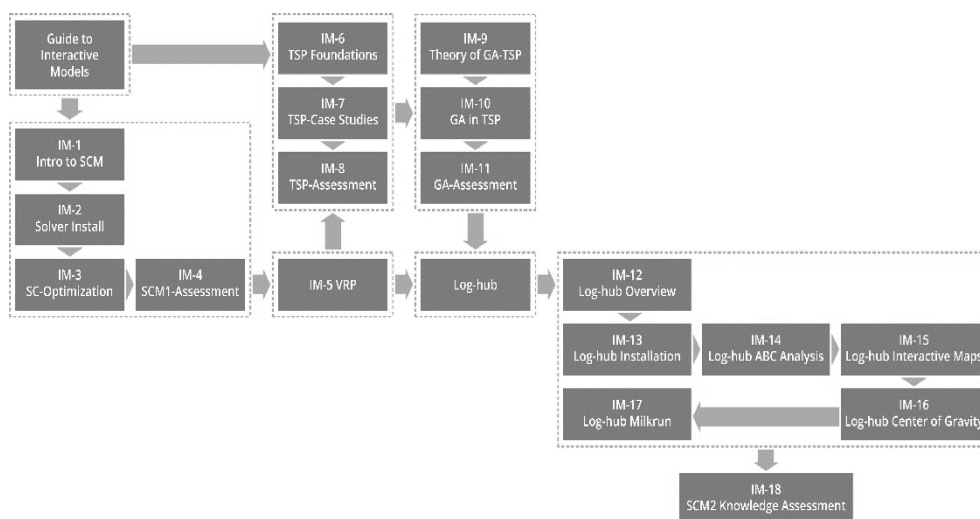 Guide to
Interactive
Models
IM-6
TSP Foundations
IM-9
Theory of GA-TSP
IM-7
TSP-Case Studies
IM-10
GA in TSP
IM-1
Intro to SCM
IM-8
TSP-Assessment
IM-11
GA-Assessment
IM-2
Solver Install
IM-3
SC-Optimization
IM-4
SCM1-Assessment
IM-5 VRP
Log-hub
IM-12
Log-hub Overview
IM-13
Log-hub Installation
IM-14
Log-hub ABC Analysis
IM-15
Log-hub Interactive Maps
IM-17
Log-hub Milkrun
IM-16
Log-hub Center of Gravity
IM-18
SCM2 Knowledge Assessment